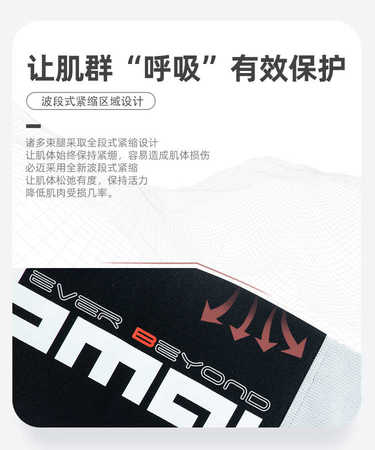 让肌群“呼吸”有效保护
波段式紧缩区域设计
诸多束腿采取全段式紧缩设计
让肌体始终保持紧绷，容易造成肌体损伤
必迈采用全新波段式紧缩
让肌体松弛有度，保持活力
降低肌肉受损几率。
EVER BEYOND